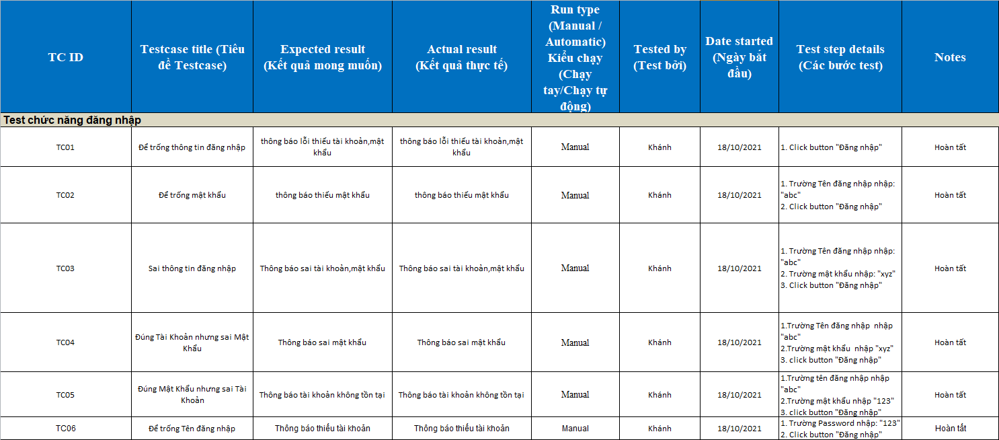 TC ID
Testcase title (Tiêu
đề Testcase)
Expected result
(Kết quả mong muốn)
Actual result
(Kết quả thực tế)
Run type
(Manual /
Automatic)
Kiểu chạy
(Chạy
tay/Chạy tự
động)
Tested by
(Test bởi)
Date started
(Ngày bắt
đầu)
Test step details
(Các bước test)
Notes
Test chức năng đăng nhập
TC01
Để trống thông tin đăng nhập
thông báo lỗi thiếu tài khoản,mật
khẩu
thông báo lỗi thiếu tài khoản,mật
khẩu
Manual
Khánh
18/10/2021
1. Click button "Đăng nhập"
Hoàn tất
TC02
Để trống mật khẩu
thông báo thiếu mật khẩu
thông báo thiếu mật khẩu
Manual
Khánh
18/10/2021
1. Trường Tên đăng nhập nhập:
"abc"
2. Click button "Đăng nhập"
Hoàn tất
TC03
Sai thông tin đăng nhập
Thông báo sai tài khoản,mật khẩu
Thông báo sai tài khoản,mật khẩu
Manual
Khánh
18/10/2021
1. Trường Tên đăng nhập nhập:
"abc"
2. Trường mật khẩu nhập: "xyz"
3. Click button "Đăng nhập"
Hoàn tất
TC04
Đúng Tài Khoản nhưng sai Mật
Khẩu
Thông báo sai mật khẩu
Thông báo sai mật khẩu
Manual
Khánh
18/10/2021
1.Trường Tên đăng nhập  nhập
"abc"
2.Trường mật khẩu  nhập "xyz"
3. click button "Đăng nhập"
Hoàn tất
TC05
Đúng Mật Khẩu nhưng sai Tài
Khoản
Thông báo tài khoản không tồn tại
Thông báo tài khoản không tồn tại
Manual
Khánh
18/10/2021
1.Trường tên đăng nhập nhập
"abc"
2.Trường mật khẩu nhập "123"
3. click button "Đăng nhập"
Hoàn tất
TC06
Để trống Tên đăng nhập
Thông báo thiếu tài khoản
Thông báo thiếu tài khoản
Manual
Khánh
18/10/2021
1. Trường Password nhập: "123"
2. Click button "Đăng nhập"
Hoàn tất